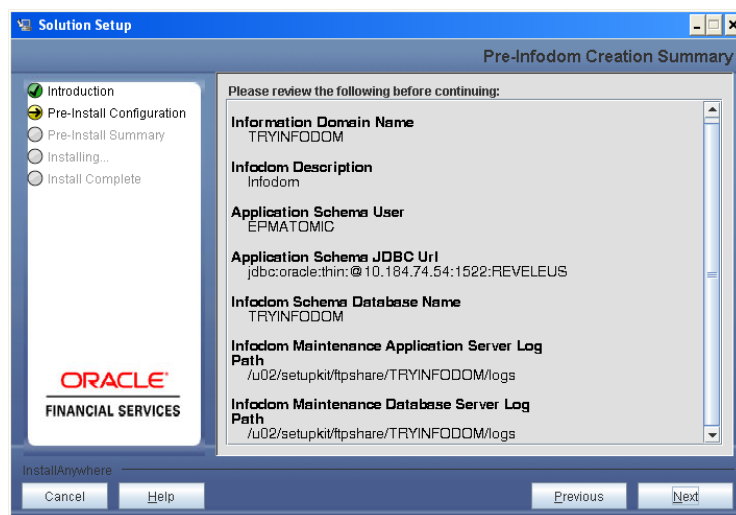 Solution Setup
Pre-Infodom Creation Summary
Introduction
Pre-Install Configuration
Pre-Install Summary
Installing...
Install Complete
ORACLE
FINANCIAL SERVICES
Please review the following before continuing:
Information Domain Name
TRYINFODOM
Infodom Description
Infodom
Application Schema User
EPMATOMIC
Application Schema JDBC Url
jdbc:oracle:thin:@10.184.74.54:1522:REVELEUS
Infodom Schema Database Name
TRYINFODOM
Infodom Maintenance Application Server Log
Path
/u02/setupkit/ftpshare/TRYINFODOM/logs
Infodom Maintenance Database Server Log
Path
/u02/setupkit/ftpshare/TRYINFODOM/logs
InstallAnywhere
Cancel
Help
Previous
Next